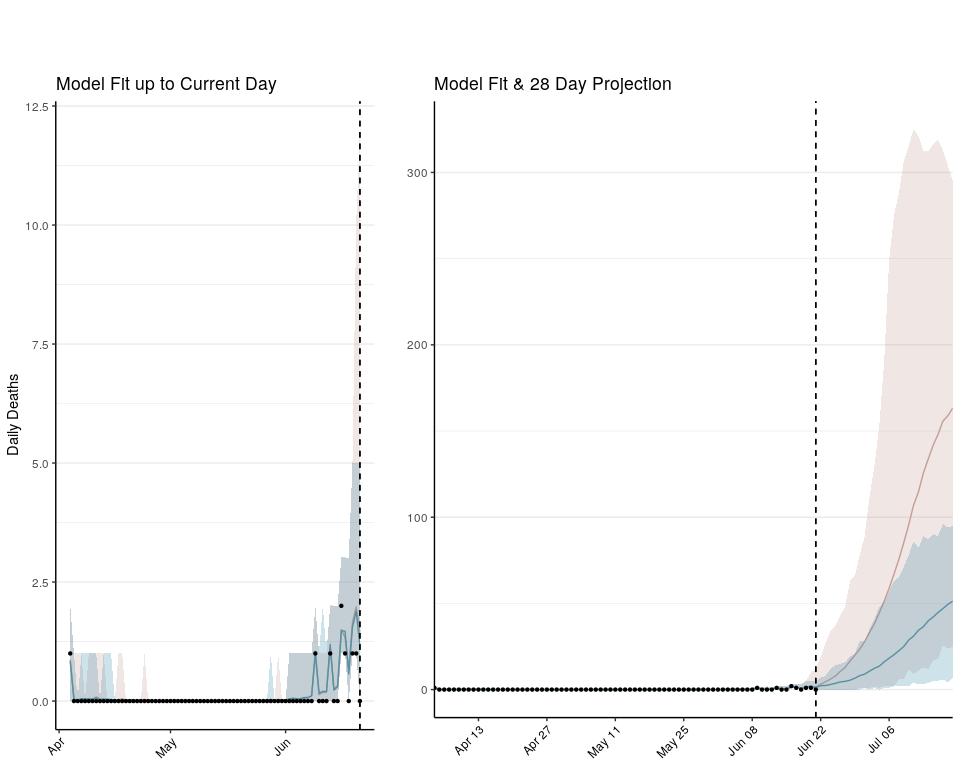 Model Fit up to Current Day
Daily Deaths
12.5
10.0
7.5
5.0
2.5
0.0
Apr
May
Jun
Model Fit & 28 Day Projection
300
200
100
0
Apr 13
Apr 27
May 11
May 25
Jun 08
Jun 22
Jul 06